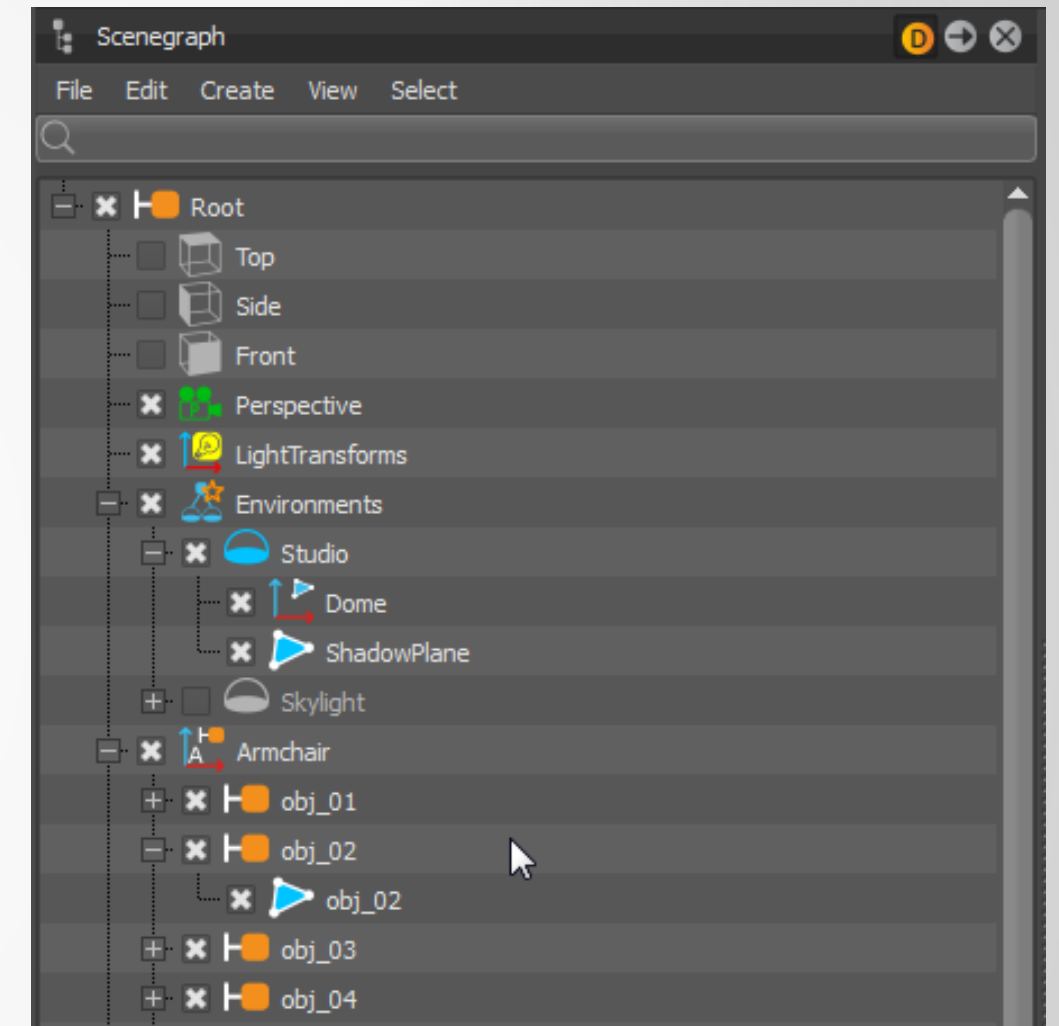 Scenegraph D
File Edit Create View Select
Root
Top
Side
Front
Perspective
LightTransforms
Environments
Studio
Dome
ShadowPlane
Skylight
A Armchair
obj_01
obj_02
obj_02
obj_03
obj_04